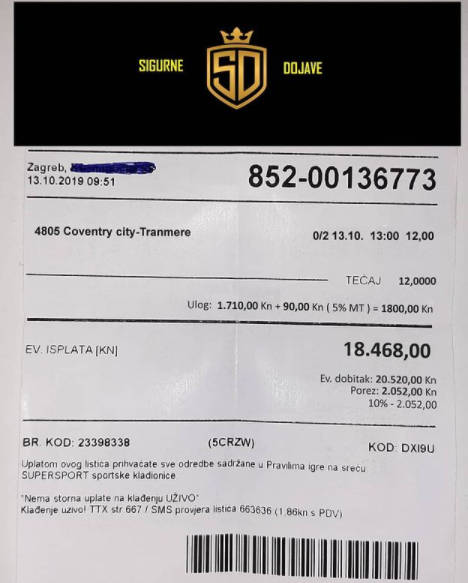 SIGURNE SD DOJAVE
Zagreb,
13.10.2019 09:51
852-00136773
4805 Coventry city-Tranmere 0/2 13.10. 13:00 12,00
TEČAJ 12,0000
Ulog: 1.710,00 Kn + 90,00 Kn ( 5% MT ) = 1800,00 Kn
EV. ISPLATA [KN] 18.468,00
Ev. dobitak: 20.520,00 Kn
Porez: 2.052,00 Kn
10% - 2.052,00
BR. KOD: 23398338 (5CRZW) KOD: DXI9U
Uplatom ovog listića prihvaćate sve odredbe sadržane u Pravilima igre na sreću
SUPERSPORT sportske kladionice.
"Nema storna uplate na klađenju UŽIVO"
Klađenje uživo! TTX str.667 / SMS provjera listića 663636 (1.86kn s PDV)